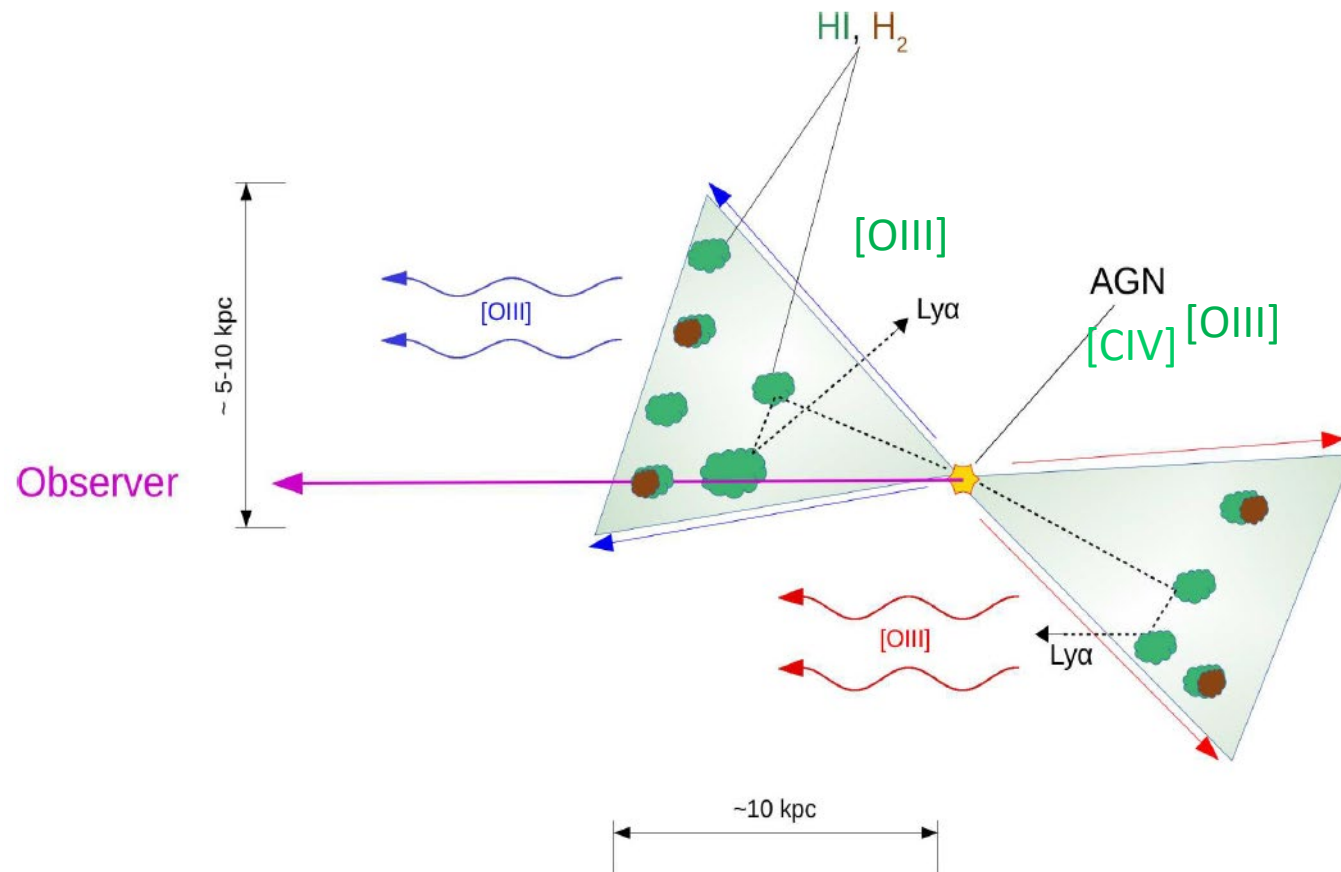 HI, H₂
[OIII]
AGN
[CIV] [OIII]
Lyα
[OIII]
~ 5-10 kpc
Observer
[OIII]
Lyα
~10 kpc